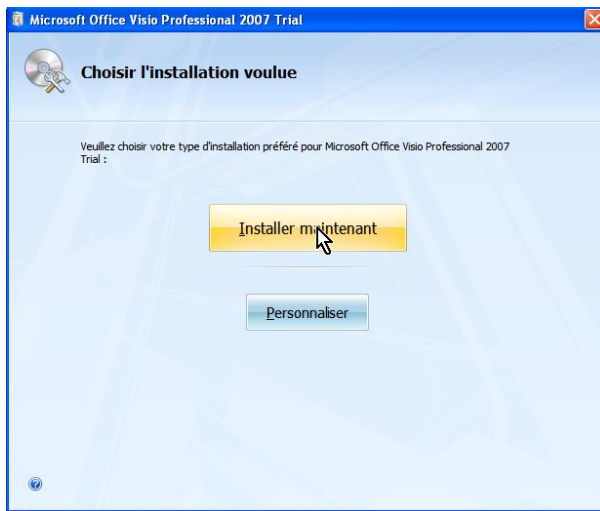 Microsoft Office Visio Professional 2007 Trial
Choisir l'installation voulue
Veuillez choisir votre type d'installation préféré pour Microsoft Office Visio Professional 2007
Trial :
Installer maintenant
Personnaliser